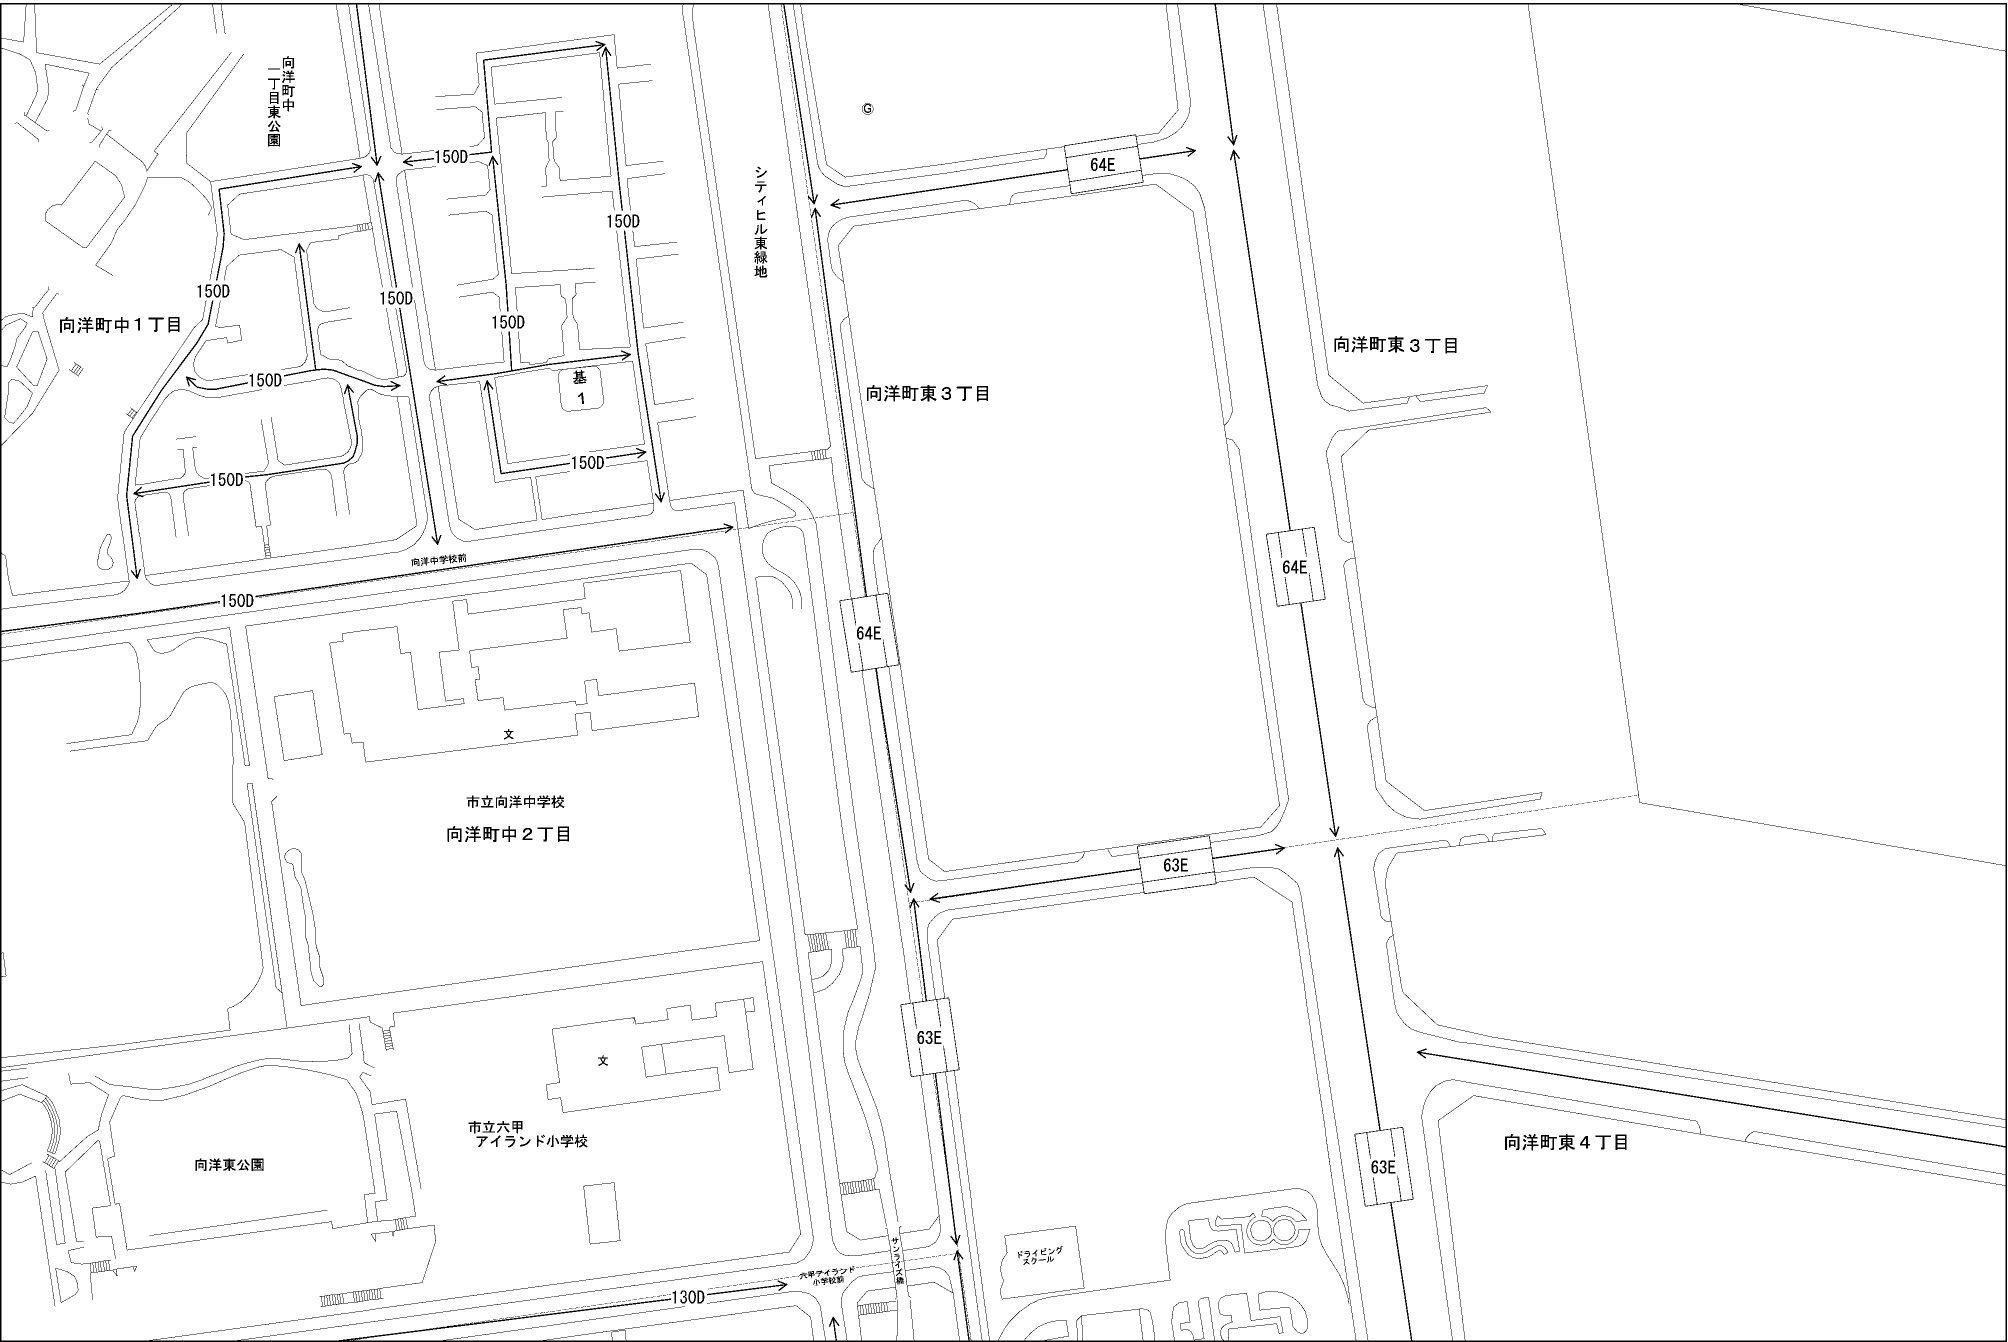 向洋町中
一丁目東公園
G
150D
64E
シティヒル東緑地
150D
150D
150D
150D
向洋町中1丁目
向洋町東3丁目
150D
基
1
向洋町東3丁目
150D
150D
向洋中学校前
64E
150D
64E
文
市立向洋中学校
向洋町中2丁目
63E
63E
文
市立六甲
アイランド小学校
向洋町東4丁目
向洋東公園
63E
サンライズ橋
ドライビング
スクール
六甲アイランド
小学校前
130D